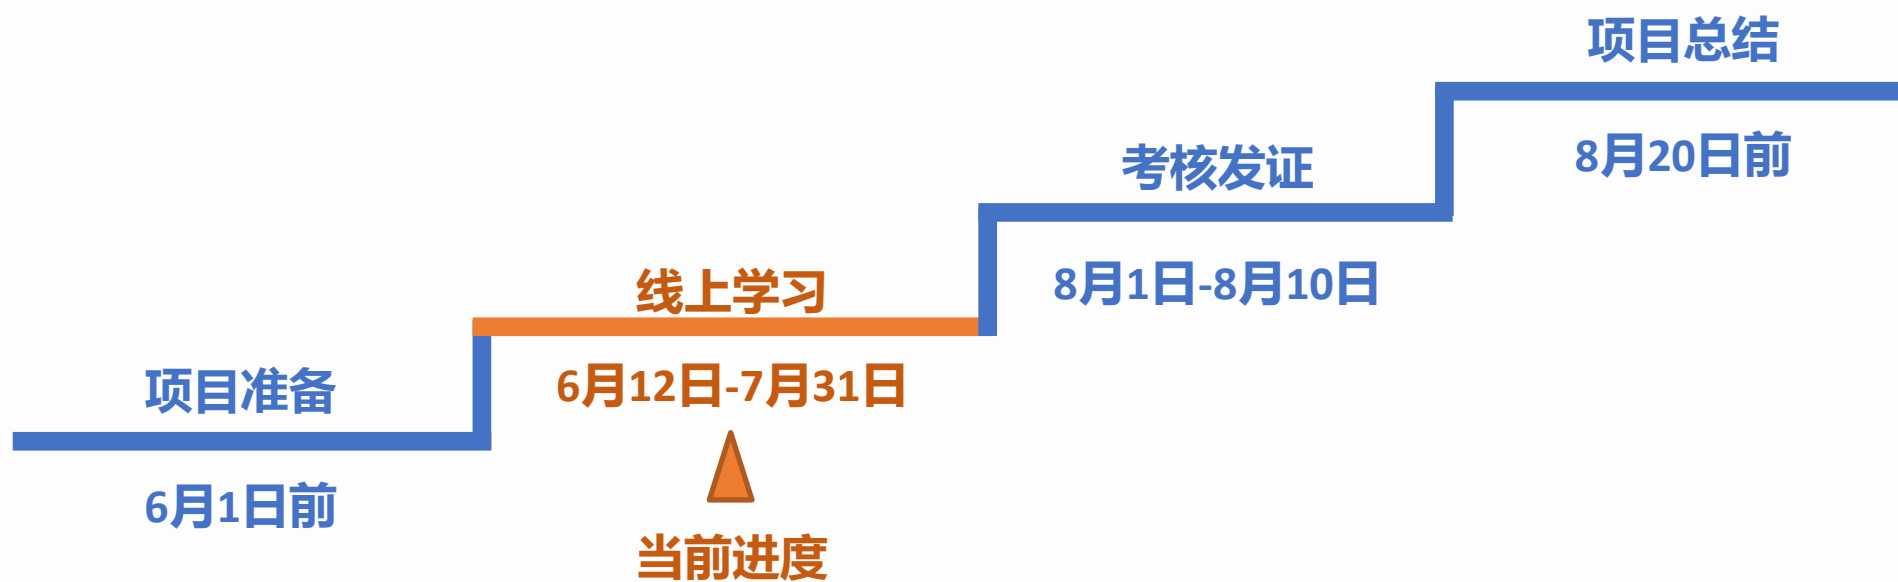 项目总结
8月20日前
考核发证
8月1日-8月10日
线上学习
6月12日-7月31日
项目准备
6月1日前
当前进度